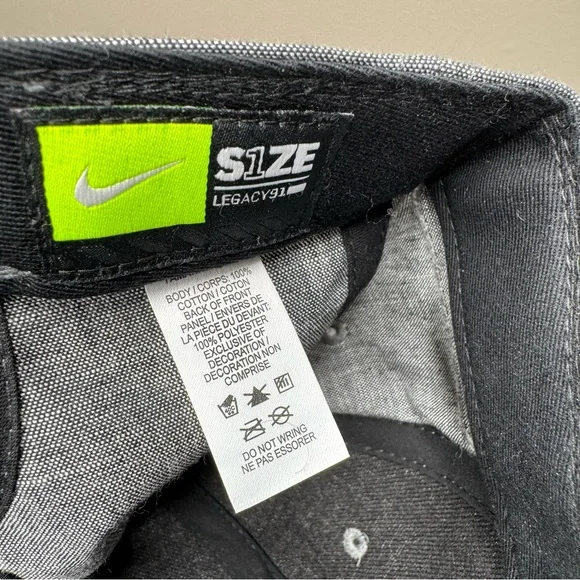 S1ZE
LEGACY91
BODY / CORPS: 100%
COTTON / COTON
BACK OF FRONT
PANEL / ENVERS DE
LA PIÈCE DU DEVANT:
100% POLYESTER
EXCLUSIVE OF
DECORATION /
DÉCORATION NON
COMPRISE
DO NOT WRING
NE PAS ESSORER